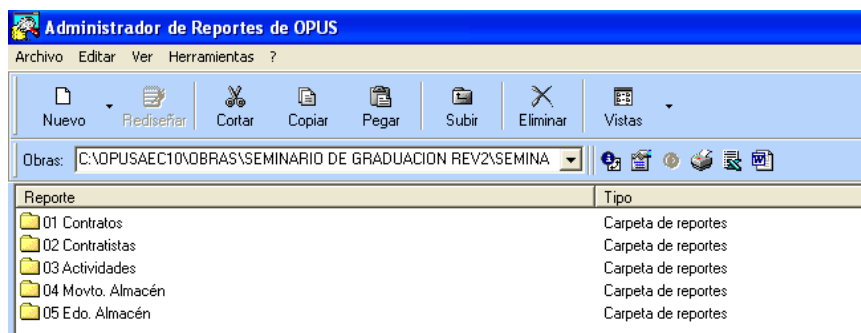 Administrador de Reportes de OPUS
Archivo Editar Ver Herramientas ?
Nuevo Rediseñar Cortar Copiar Pegar Subir Eliminar Vistas
Obras: C:\OPUSAEC10\OBRAS\SEMINARIO DE GRADUACION REV2\SEMINA
Reporte Tipo
01 Contratos Carpeta de reportes
02 Contratistas Carpeta de reportes
03 Actividades Carpeta de reportes
04 Movto. Almacén Carpeta de reportes
05 Edo. Almacén Carpeta de reportes